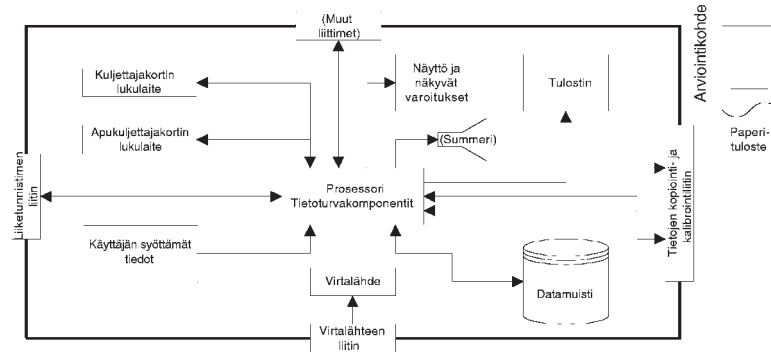 (Muut
liittimet)
Arviointikohde
Kuljettajakortin
lukulaite
Näyttö ja
näkyvät
varoitukset
Tulostin
Apukuljettajakortin
lukulaite
(Summeri)
Paperi-
tuloste
Liiketunnistimen
liitin
Prosessori
Tietoturvakomponentit
Tietojen kopiointi- ja
kalibrointiliitin
Käyttäjän syöttämät
tiedot
Virtalähde
Datamuisti
Virtalähteen
liitin